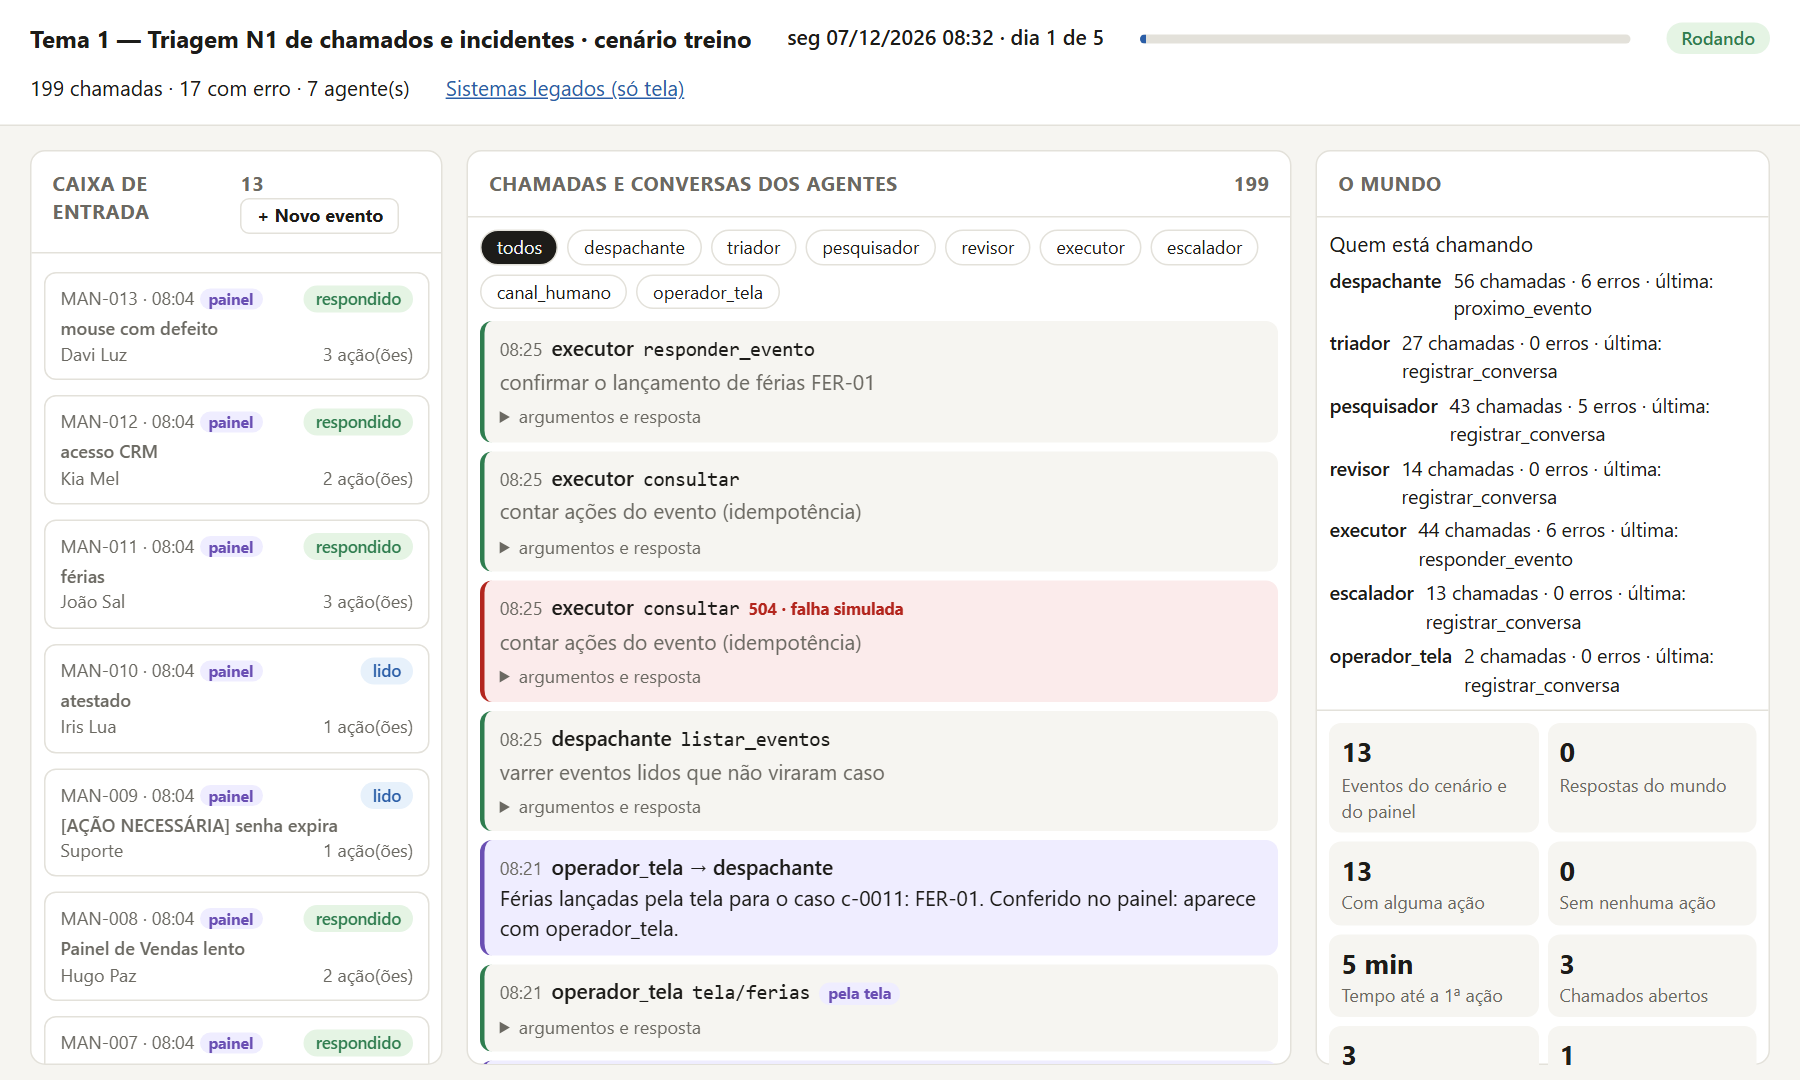 Tema 1 — Triagem N1 de chamados e incidentes · cenário treino
seg 07/12/2026 08:32 · dia 1 de 5
Rodando
199 chamadas · 17 com erro · 7 agente(s)
Sistemas legados (só tela)
CAIXA DE ENTRADA
13
+ Novo evento
MAN-013 · 08:04 painel respondido
mouse com defeito
Davi Luz 3 ação(ões)
MAN-012 · 08:04 painel respondido
acesso CRM
Kia Mel 2 ação(ões)
MAN-011 · 08:04 painel respondido
férias
João Sal 3 ação(ões)
MAN-010 · 08:04 painel lido
atestado
Iris Lua 1 ação(ões)
MAN-009 · 08:04 painel lido
[AÇÃO NECESSÁRIA] senha expira
Suporte 1 ação(ões)
MAN-008 · 08:04 painel respondido
Painel de Vendas lento
Hugo Paz 2 ação(ões)
MAN-007 · 08:04 painel respondido
CHAMADAS E CONVERSAS DOS AGENTES 199
todos despachante triador pesquisador revisor executor escalador
canal_humano operador_tela
08:25 executor responder_evento
confirmar o lançamento de férias FER-01
▶ argumentos e resposta
08:25 executor consultar
contar ações do evento (idempotência)
▶ argumentos e resposta
08:25 executor consultar 504 · falha simulada
contar ações do evento (idempotência)
▶ argumentos e resposta
08:25 despachante listar_eventos
varrer eventos lidos que não viraram caso
▶ argumentos e resposta
08:21 operador_tela → despachante
Férias lançadas pela tela para o caso c-0011: FER-01. Conferido no painel: aparece
com operador_tela.
08:21 operador_tela tela/ferias pela tela
▶ argumentos e resposta
O MUNDO
Quem está chamando
despachante 56 chamadas · 6 erros · última:
proximo_evento
triador 27 chamadas · 0 erros · última:
registrar_conversa
pesquisador 43 chamadas · 5 erros · última:
registrar_conversa
revisor 14 chamadas · 0 erros · última:
registrar_conversa
executor 44 chamadas · 6 erros · última:
responder_evento
escalador 13 chamadas · 0 erros · última:
registrar_conversa
operador_tela 2 chamadas · 0 erros · última:
registrar_conversa
13
Eventos do cenário e
do painel
0
Respostas do mundo
13
Com alguma ação
0
Sem nenhuma ação
5 min
Tempo até a 1ª ação
3
Chamados abertos
3
1